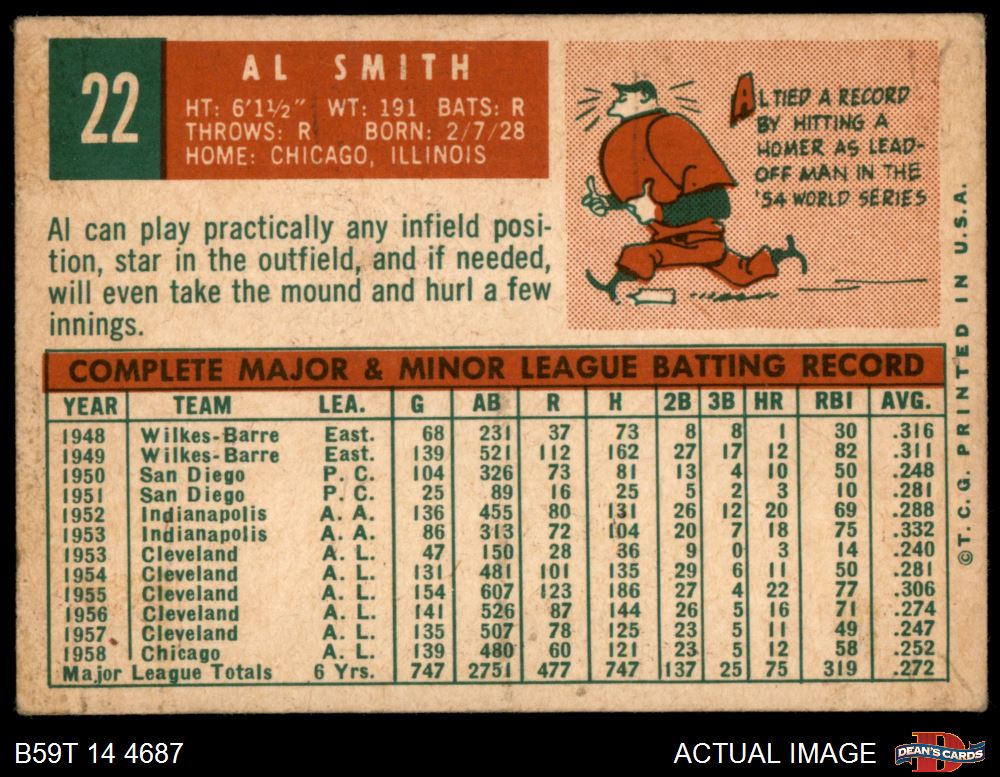 22
AL SMITH
HT: 6'1½" WT: 191 BATS: R
THROWS: R BORN: 2/7/28
HOME: CHICAGO, ILLINOIS
AL TIED A RECORD
BY HITTING A
HOMER AS LEAD-
OFF MAN IN THE
'54 WORLD SERIES
Al can play practically any infield posi-
tion, star in the outfield, and if needed,
will even take the mound and hurl a few
innings.
COMPLETE MAJOR & MINOR LEAGUE BATTING RECORD
YEAR TEAM LEA. G AB R H 2B 3B HR RBI AVG.
1948 Wilkes-Barre East. 68 231 37 73 8 8 1 30 .316
1949 Wilkes-Barre East. 139 521 112 162 27 17 12 82 .311
1950 San Diego P. C. 104 326 73 81 13 4 10 50 .248
1951 San Diego P. C. 25 89 16 25 5 2 3 10 .281
1952 Indianapolis A. A. 136 455 80 131 26 12 20 69 .288
1953 Indianapolis A. A. 86 313 72 104 20 7 18 75 .332
1953 Cleveland A. L. 47 150 28 36 9 0 3 14 .240
1954 Cleveland A. L. 131 481 101 135 29 6 11 50 .281
1955 Cleveland A. L. 154 607 123 186 27 4 22 77 .306
1956 Cleveland A. L. 141 526 87 144 26 5 16 71 .274
1957 Cleveland A. L. 135 507 78 125 23 5 11 49 .247
1958 Chicago A. L. 139 480 60 121 23 5 12 58 .252
Major League Totals 6 Yrs. 747 2751 477 747 137 25 75 319 .272
©T.C.G. PRINTED IN U.S.A.
B59T 14 4687
ACTUAL IMAGE
D
DEAN'S CARDS